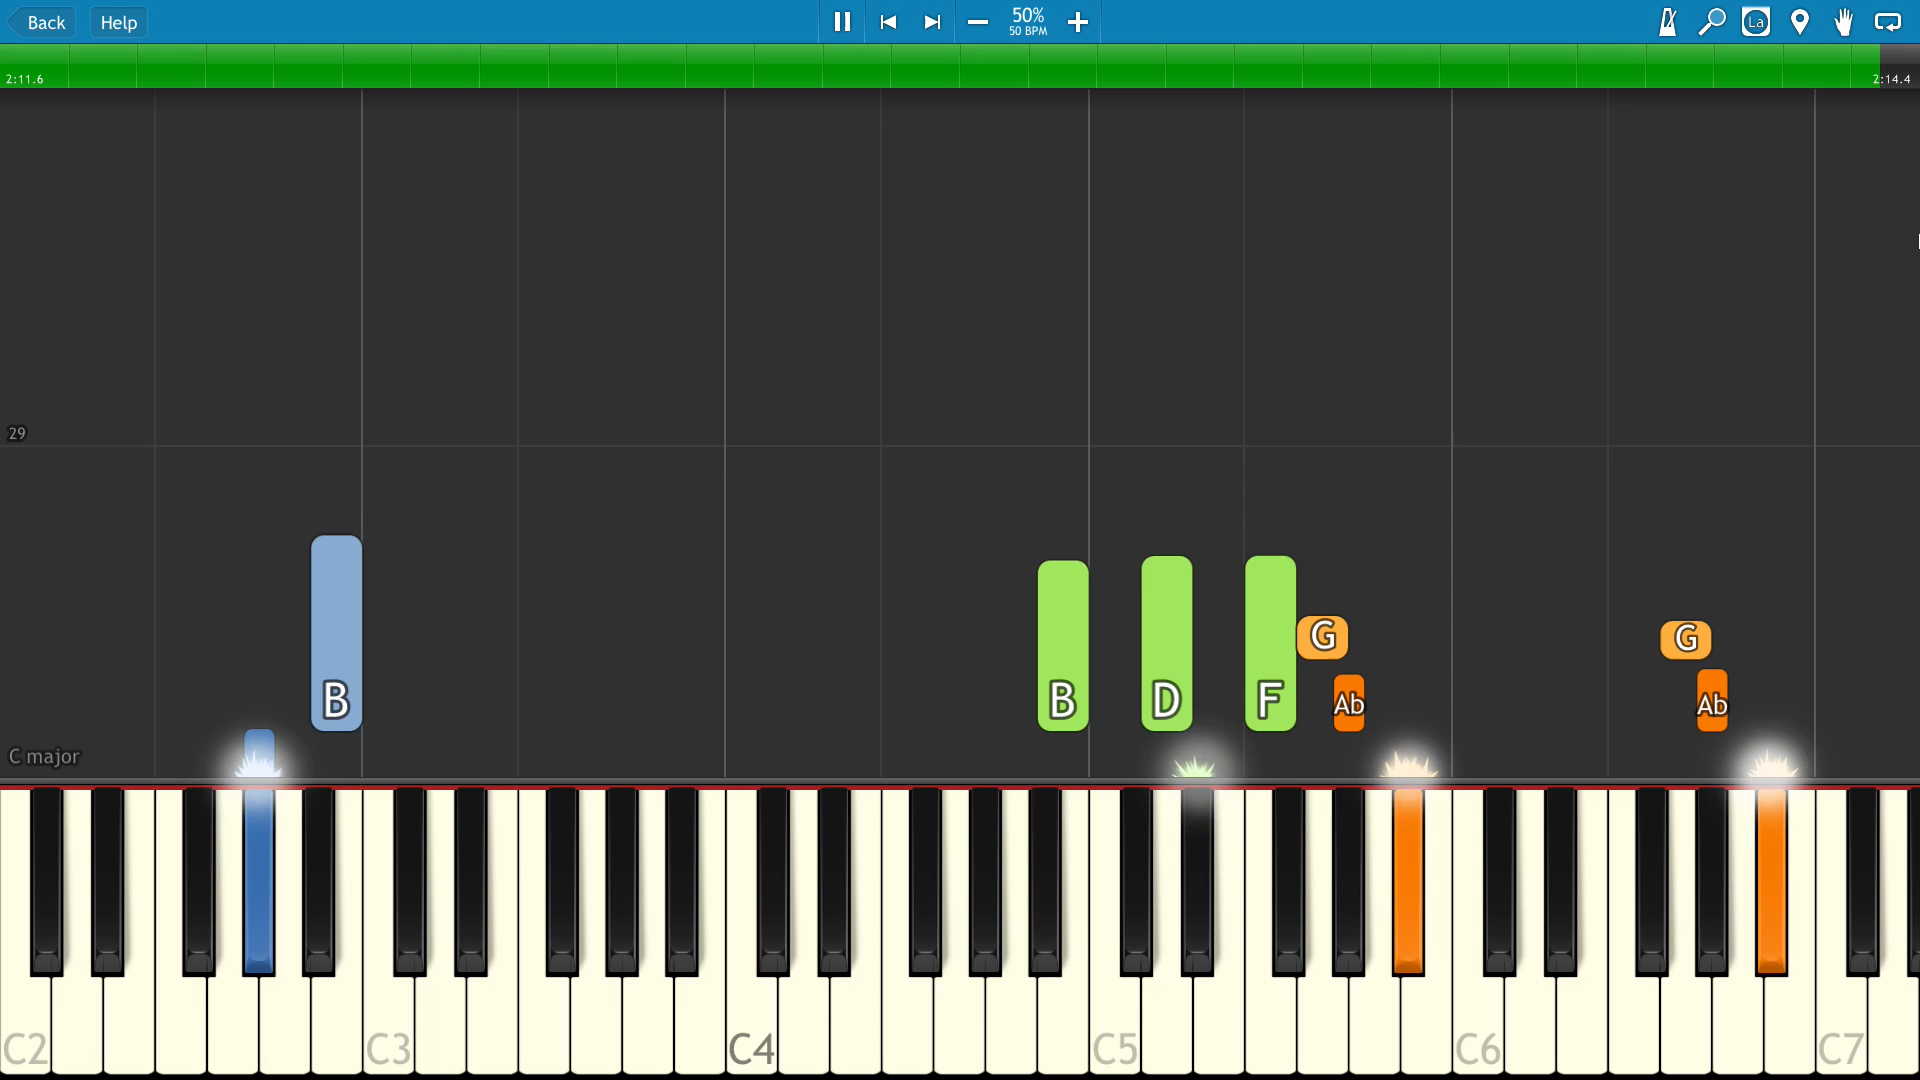 Back
Help
50%
50 BPM
La
2:11.6
2:14.4
29
B
B
D
F
G
Ab
G
Ab
C major
C2
C3
C4
C5
C6
C7